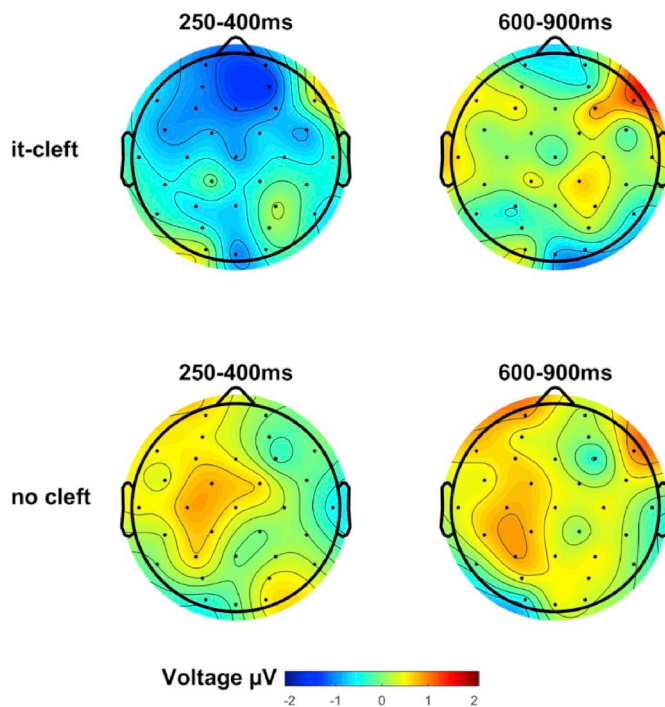 250-400ms 600-900ms
it-cleft
250-400ms 600-900ms
no cleft
Voltage µV
-2 -1 0 1 2